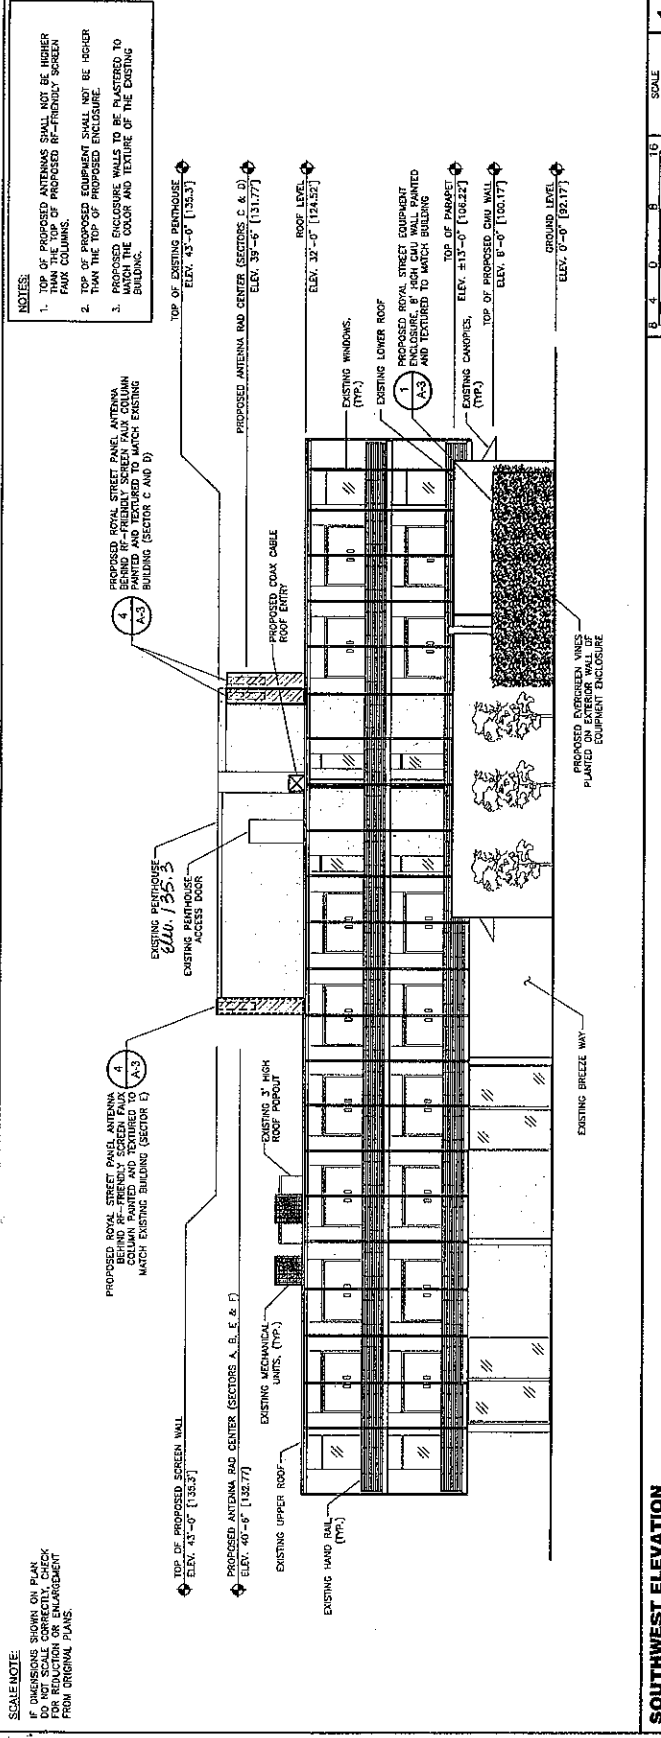 SCALE NOTE:
IF DIMENSIONS SHOWN ON PLAN
DO NOT SCALE CORRECTLY, CHECK
FOR REDUCTION OR ENLARGEMENT
FROM ORIGINAL PLANS.
NOTES:
1. TOP OF PROPOSED ANTENNAS SHALL NOT BE HIGHER
THAN THE TOP OF PROPOSED RF-FRIENDLY SCREEN
FAUX COLUMNS.
2. TOP OF PROPOSED EQUIPMENT SHALL NOT BE HIGHER
THAN THE TOP OF PROPOSED ENCLOSURE.
3. PROPOSED ENCLOSURE WALLS TO BE PLASTERED TO
MATCH THE COLOR AND TEXTURE OF THE EXISTING
BUILDING.
PROPOSED ROYAL STREET PANEL ANTENNA
BEHIND RF-FRIENDLY SCREEN FAUX
COLUMN PAINTED AND TEXTURED TO
MATCH EXISTING BUILDING (SECTOR E)
4
A-3
PROPOSED ROYAL STREET PANEL ANTENNA
BEHIND RF-FRIENDLY SCREEN FAUX COLUMN
PAINTED AND TEXTURED TO MATCH EXISTING
BUILDING (SECTOR C AND D)
4
A-3
TOP OF PROPOSED SCREEN WALL
ELEV. 43'-0" [135.3']
PROPOSED ANTENNA RAD CENTER (SECTORS A, B, E & F)
ELEV. 40'-6" [132.77]
EXISTING UPPER ROOF
EXISTING MECHANICAL
UNITS, (TYP.)
EXISTING 3' HIGH
ROOF POPOUT
EXISTING HAND RAIL
(TYP.)
EXISTING PENTHOUSE
Elev. 135.3
EXISTING PENTHOUSE
ACCESS DOOR
PROPOSED COAX CABLE
ROOF ENTRY
TOP OF EXISTING PENTHOUSE
ELEV. 43'-0" [135.3']
PROPOSED ANTENNA RAD CENTER (SECTORS C & D)
ELEV. 39'-6" [131.77']
ROOF LEVEL
ELEV. 32'-0" [124.52']
EXISTING WINDOWS,
(TYP.)
EXISTING LOWER ROOF
1
A-3
PROPOSED ROYAL STREET EQUIPMENT
ENCLOSURE, 8' HIGH CMU WALL PAINTED
AND TEXTURED TO MATCH BUILDING
TOP OF PARAPET
ELEV. ±13'-0" [106.22']
EXISTING CANOPIES,
(TYP.)
TOP OF PROPOSED CMU WALL
ELEV. 8'-0" [100.17']
GROUND LEVEL
ELEV. 0'-0" [92.17']
EXISTING BREEZE WAY
PROPOSED EVERGREEN VINES
PLANTED ON EXTERIOR WALL OF
EQUIPMENT ENCLOSURE
SOUTHWEST ELEVATION
8 4 0 8 16
SCALE